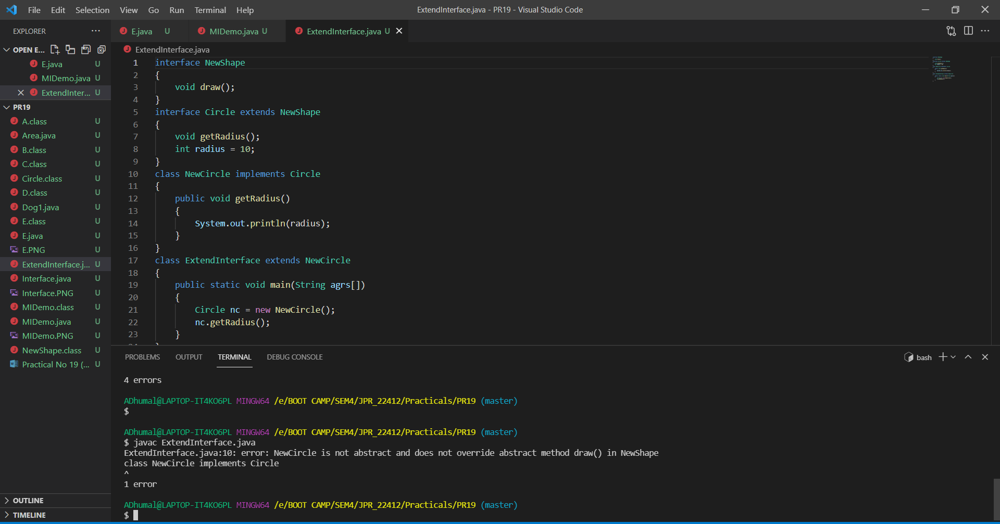 File Edit Selection View Go Run Terminal Help
ExtendInterface.java - PR19 - Visual Studio Code
EXPLORER
OPEN E...
E.java U
MIDemo.java U
ExtendInter... U
PR19
A.class U
Area.java U
B.class U
C.class U
Circle.class U
D.class U
Dog1.java U
E.class U
E.java U
E.PNG U
ExtendInterface.j... U
Interface.java U
Interface.PNG U
MIDemo.class U
MIDemo.java U
MIDemo.PNG U
NewShape.class U
Practical No 19 (... U
OUTLINE
TIMELINE
E.java U
MIDemo.java U
ExtendInterface.java U
ExtendInterface.java
1 interface NewShape
2 {
3 void draw();
4 }
5 interface Circle extends NewShape
6 {
7 void getRadius();
8 int radius = 10;
9 }
10 class NewCircle implements Circle
11 {
12 public void getRadius()
13 {
14 System.out.println(radius);
15 }
16 }
17 class ExtendInterface extends NewCircle
18 {
19 public static void main(String agrs[])
20 {
21 Circle nc = new NewCircle();
22 nc.getRadius();
23 }
PROBLEMS OUTPUT TERMINAL DEBUG CONSOLE
bash
4 errors
ADhumal@LAPTOP-IT4KO6PL MINGW64 /e/BOOT CAMP/SEM4/JPR_22412/Practicals/PR19 (master)
$
ADhumal@LAPTOP-IT4KO6PL MINGW64 /e/BOOT CAMP/SEM4/JPR_22412/Practicals/PR19 (master)
$ javac ExtendInterface.java
ExtendInterface.java:10: error: NewCircle is not abstract and does not override abstract method draw() in NewShape
class NewCircle implements Circle
^
1 error
ADhumal@LAPTOP-IT4KO6PL MINGW64 /e/BOOT CAMP/SEM4/JPR_22412/Practicals/PR19 (master)
$